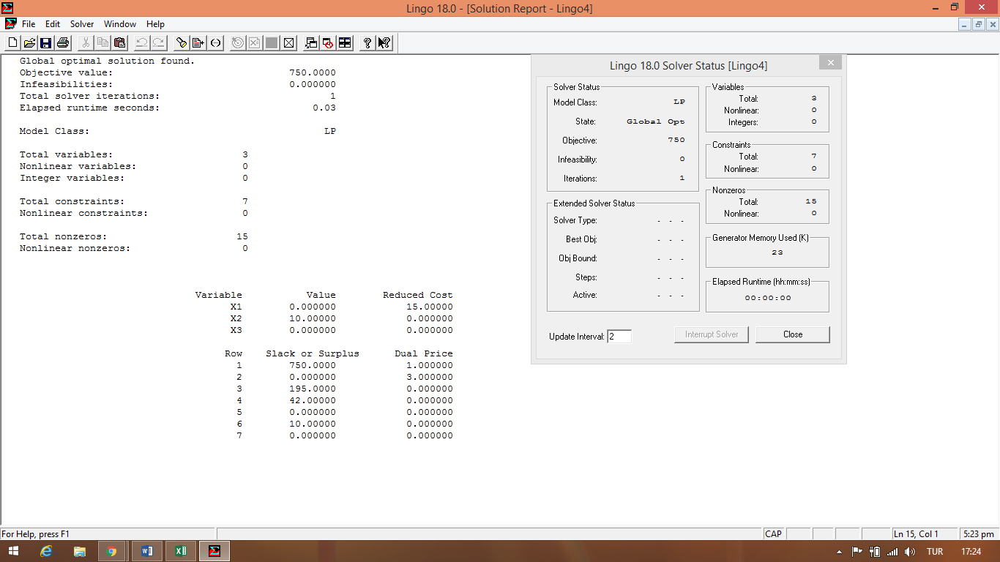 Lingo 18.0 - [Solution Report - Lingo4]
File Edit Solver Window Help
Global optimal solution found.
Objective value: 750.0000
Infeasibilities: 0.000000
Total solver iterations: 1
Elapsed runtime seconds: 0.03
Model Class: LP
Total variables: 3
Nonlinear variables: 0
Integer variables: 0
Total constraints: 7
Nonlinear constraints: 0
Total nonzeros: 15
Nonlinear nonzeros: 0
Variable Value Reduced Cost
X1 0.000000 15.00000
X2 10.00000 0.000000
X3 0.000000 0.000000
Row Slack or Surplus Dual Price
1 750.0000 1.000000
2 0.000000 3.000000
3 195.0000 0.000000
4 42.00000 0.000000
5 0.000000 0.000000
6 10.00000 0.000000
7 0.000000 0.000000
Lingo 18.0 Solver Status [Lingo4]
Solver Status
Model Class: LP
State: Global Opt
Objective: 750
Infeasibility: 0
Iterations: 1
Extended Solver Status
Solver Type: - - -
Best Obj: - - -
Obj Bound: - - -
Steps: - - -
Active: - - -
Variables
Total: 3
Nonlinear: 0
Integers: 0
Constraints
Total: 7
Nonlinear: 0
Nonzeros
Total: 15
Nonlinear: 0
Generator Memory Used (K)
23
Elapsed Runtime (hh:mm:ss)
00:00:00
Update Interval: 2
Interrupt Solver
Close
For Help, press F1
CAP
Ln 15, Col 1
5:23 pm
TUR
17:24